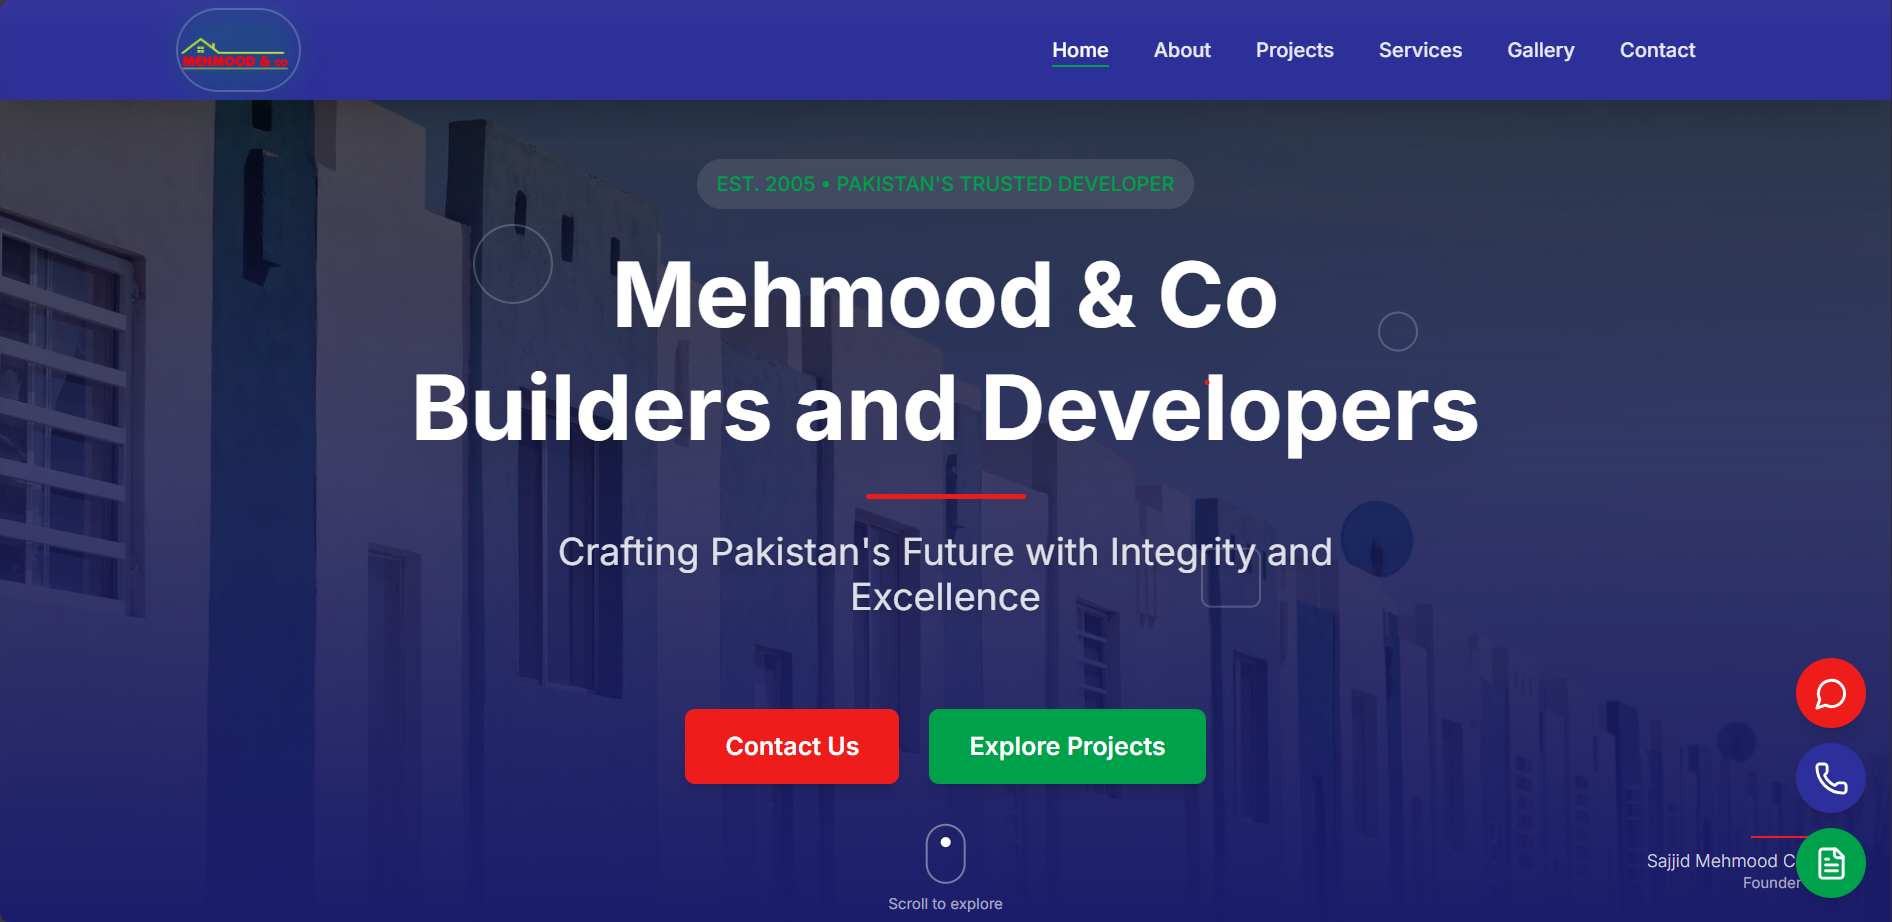 MEHMOOD & co
Home
About
Projects
Services
Gallery
Contact
EST. 2005 • PAKISTAN'S TRUSTED DEVELOPER
Mehmood & Co
Builders and Developers
Crafting Pakistan's Future with Integrity and
Excellence
Contact Us
Explore Projects
Scroll to explore
Sajjid Mehmood
Founder